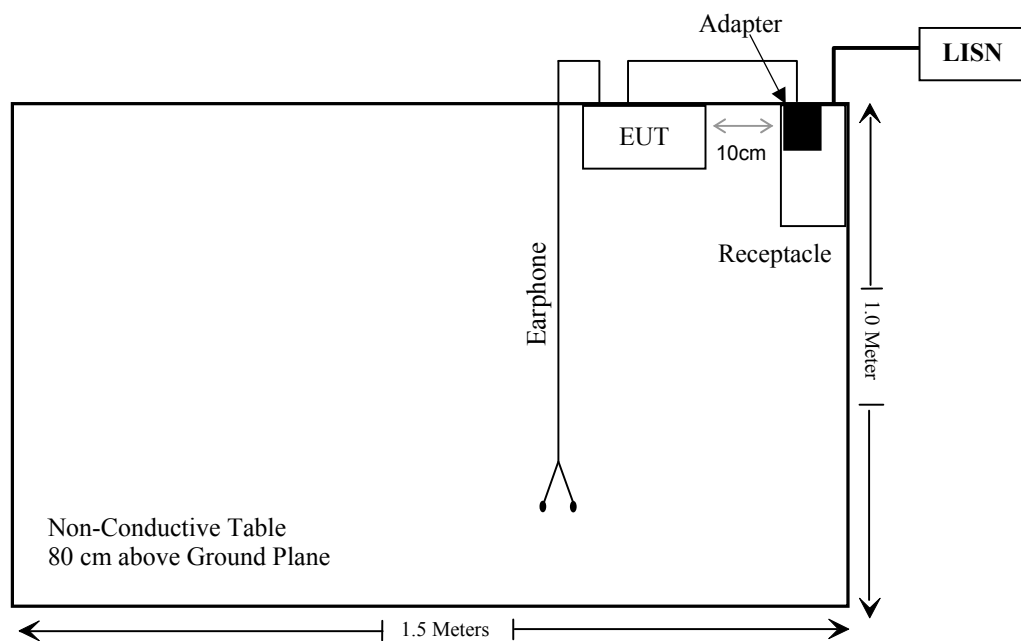 Adapter
LISN
EUT
10cm
Receptacle
Earphone
1.0 Meter
Non-Conductive Table
80 cm above Ground Plane
1.5 Meters